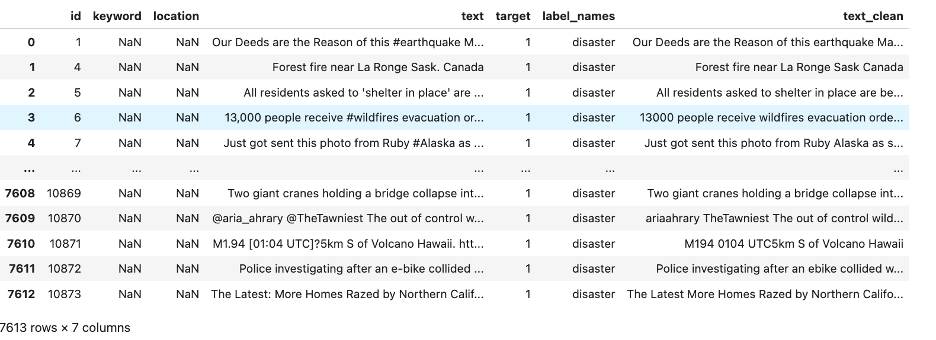 id keyword location text target label_names text_clean
0 1 NaN NaN Our Deeds are the Reason of this #earthquake M... 1 disaster Our Deeds are the Reason of this earthquake Ma...
1 4 NaN NaN Forest fire near La Ronge Sask. Canada 1 disaster Forest fire near La Ronge Sask Canada
2 5 NaN NaN All residents asked to 'shelter in place' are ... 1 disaster All residents asked to shelter in place are be...
3 6 NaN NaN 13,000 people receive #wildfires evacuation or... 1 disaster 13000 people receive wildfires evacuation orde...
4 7 NaN NaN Just got sent this photo from Ruby #Alaska as ... 1 disaster Just got sent this photo from Ruby Alaska as s...
... ... ... ... ... ... ... ...
7608 10869 NaN NaN Two giant cranes holding a bridge collapse int... 1 disaster Two giant cranes holding a bridge collapse int...
7609 10870 NaN NaN @aria_ahrary @TheTawniest The out of control w... 1 disaster ariaahrary TheTawniest The out of control wild...
7610 10871 NaN NaN M1.94 [01:04 UTC]?5km S of Volcano Hawaii. htt... 1 disaster M194 0104 UTC5km S of Volcano Hawaii
7611 10872 NaN NaN Police investigating after an e-bike collided ... 1 disaster Police investigating after an ebike collided w...
7612 10873 NaN NaN The Latest: More Homes Razed by Northern Calif... 1 disaster The Latest More Homes Razed by Northern Califo...
7613 rows × 7 columns